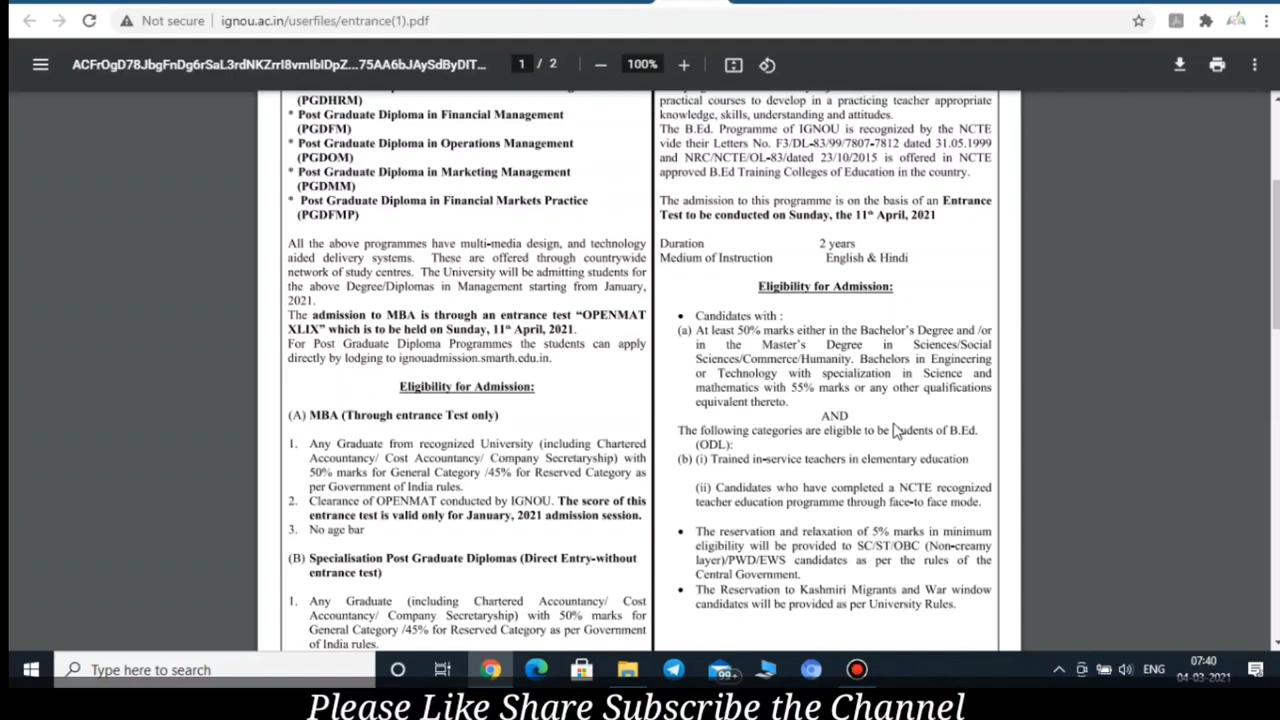 Not secure
ignou.ac.in/userfiles/entrance(1).pdf
ACFrOgD78JbgFnDg6rSaL3rdNKZrrI8vmIblDpZ...75AA6bJAySdByDIT...
1 / 2
100%
(PGDHRM)
* Post Graduate Diploma in Financial Management
(PGDFM)
* Post Graduate Diploma in Operations Management
(PGDOM)
* Post Graduate Diploma in Marketing Management
(PGDMM)
* Post Graduate Diploma in Financial Markets Practice
(PGDFMP)
All the above programmes have multi-media design, and technology
aided delivery systems. These are offered through countrywide
network of study centres. The University will be admitting students for
the above Degree/Diplomas in Management starting from January,
2021.
The admission to MBA is through an entrance test “OPENMAT
XLIX” which is to be held on Sunday, 11th April, 2021.
For Post Graduate Diploma Programmes the students can apply
directly by lodging to ignouadmission.smarth.edu.in.
Eligibility for Admission:
(A) MBA (Through entrance Test only)
1. Any Graduate from recognized University (including Chartered
Accountancy/ Cost Accountancy/ Company Secretaryship) with
50% marks for General Category /45% for Reserved Category as
per Government of India rules.
2. Clearance of OPENMAT conducted by IGNOU. The score of this
entrance test is valid only for January, 2021 admission session.
3. No age bar
(B) Specialisation Post Graduate Diplomas (Direct Entry-without
entrance test)
1. Any Graduate (including Chartered Accountancy/ Cost
Accountancy/ Company Secretaryship) with 50% marks for
General Category /45% for Reserved Category as per Government
of India rules.
practical courses to develop in a practicing teacher appropriate
knowledge, skills, understanding and attitudes.
The B.Ed. Programme of IGNOU is recognized by the NCTE
vide their Letters No. F3/DL-83/99/7807-7812 dated 31.05.1999
and NRC/NCTE/OL-83/dated 23/10/2015 is offered in NCTE
approved B.Ed Training Colleges of Education in the country.
The admission to this programme is on the basis of an Entrance
Test to be conducted on Sunday, the 11th April, 2021
Duration 2 years
Medium of Instruction English & Hindi
Eligibility for Admission:
• Candidates with :
(a) At least 50% marks either in the Bachelor’s Degree and /or
in the Master’s Degree in Sciences/Social
Sciences/Commerce/Humanity. Bachelors in Engineering
or Technology with specialization in Science and
mathematics with 55% marks or any other qualifications
equivalent thereto.
AND
The following categories are eligible to be students of B.Ed.
(ODL):
(b) (i) Trained in-service teachers in elementary education
(ii) Candidates who have completed a NCTE recognized
teacher education programme through face-to face mode.
• The reservation and relaxation of 5% marks in minimum
eligibility will be provided to SC/ST/OBC (Non-creamy
layer)/PWD/EWS candidates as per the rules of the
Central Government.
• The Reservation to Kashmiri Migrants and War window
candidates will be provided as per University Rules.
Type here to search
99+
ENG
07:40
04-03-2021
Please Like Share Subscribe the Channel